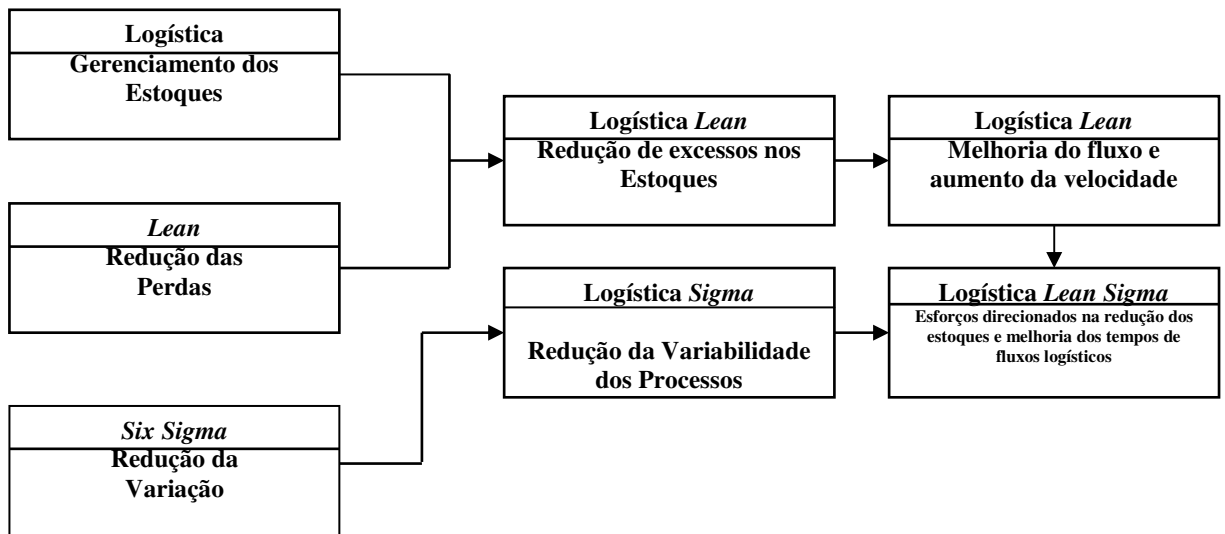 Logística
Gerenciamento dos
Estoques
Lean
Redução das
Perdas
Six Sigma
Redução da
Variação
Logística Lean
Redução de excessos nos
Estoques
Logística Sigma
Redução da Variabilidade
dos Processos
Logística Lean
Melhoria do fluxo e
aumento da velocidade
Logística Lean Sigma
Esforços direcionados na redução dos
estoques e melhoria dos tempos de
fluxos logísticos